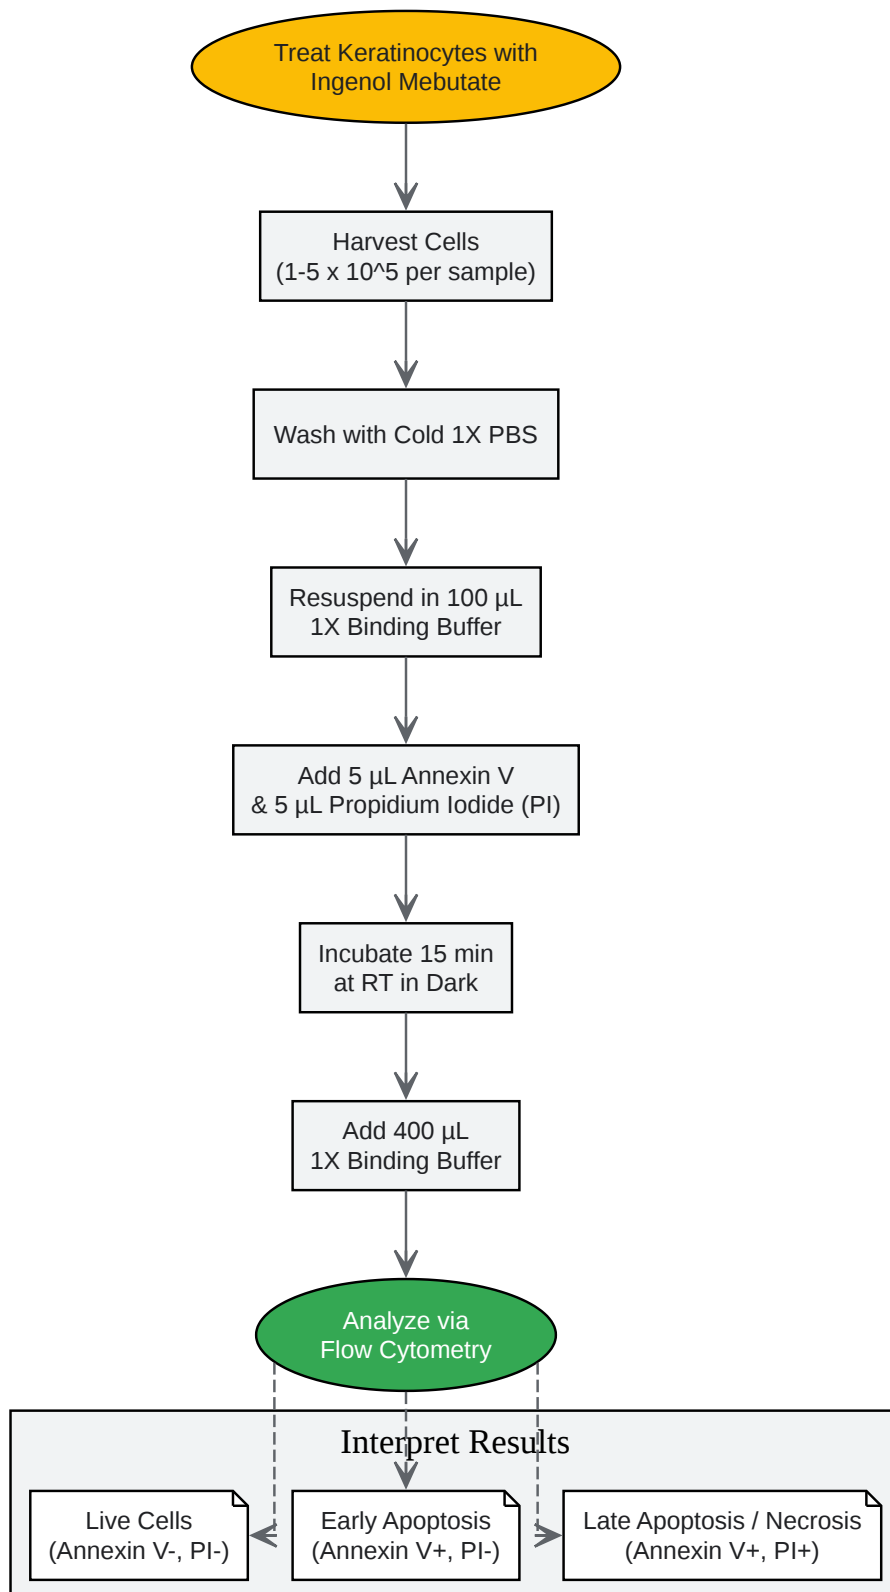 Treat Keratinocytes with
Ingenol Mebutate
Harvest Cells
(1-5 x 10^5 per sample)
Wash with Cold 1X PBS
Resuspend in 100 µL
1X Binding Buffer
Add 5 µL Annexin V
& 5 µL Propidium Iodide (PI)
Incubate 15 min
at RT in Dark
Add 400 µL
1X Binding Buffer
Analyze via
Flow Cytometry
Interpret Results
Live Cells
(Annexin V-, PI-)
Early Apoptosis
(Annexin V+, PI-)
Late Apoptosis / Necrosis
(Annexin V+, PI+)